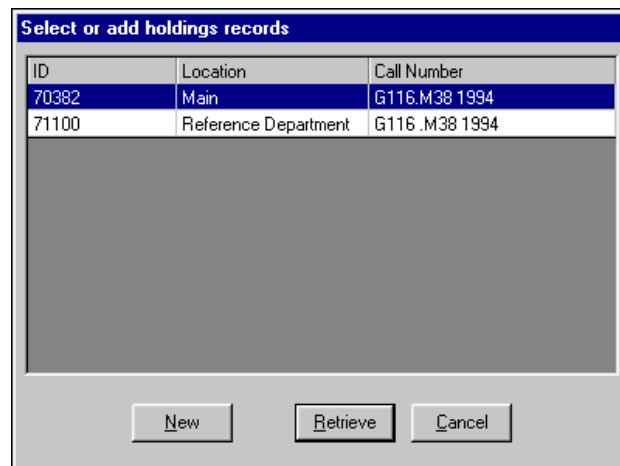 Select or add holdings records
ID Location Call Number
70382 Main G116.M38 1994
71100 Reference Department G116 .M38 1994
New Retrieve Cancel